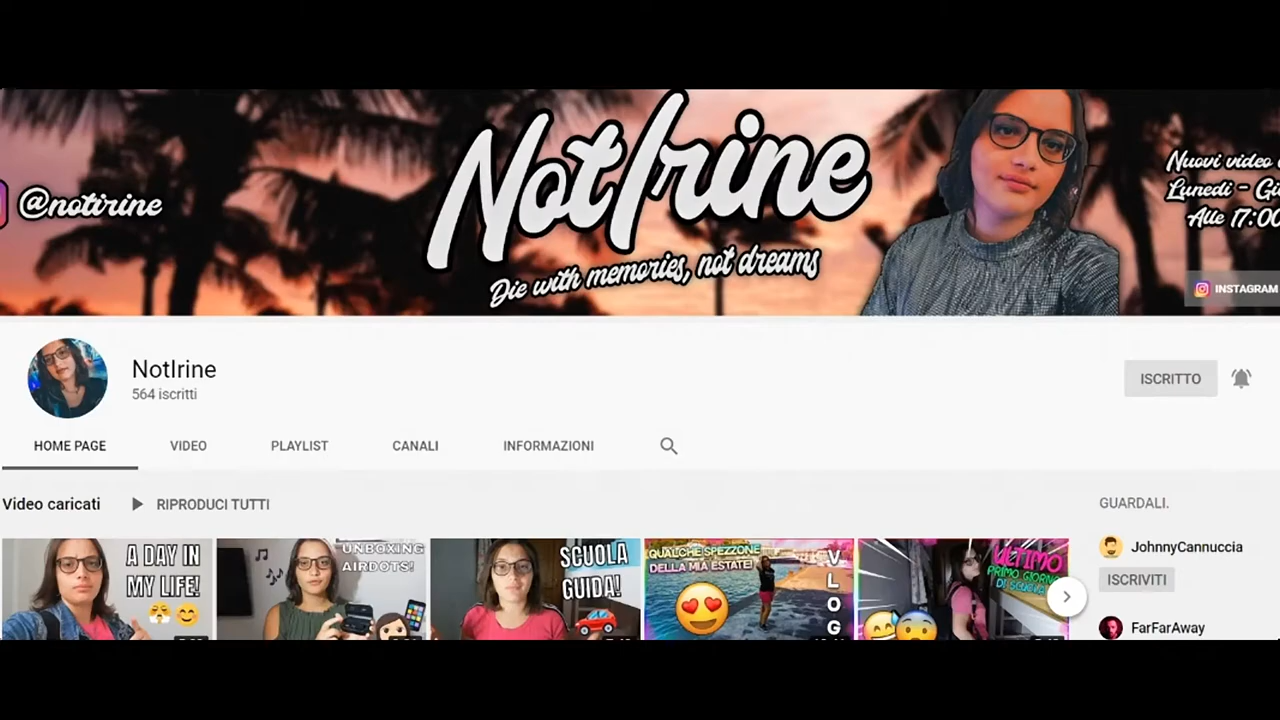 NotIrine
Die with memories, not dreams
@notirine
Nuovi video
Lunedì - Gi
Alle 17:00
INSTAGRAM
NotIrine
564 iscritti
ISCRITTO
HOME PAGE
VIDEO
PLAYLIST
CANALI
INFORMAZIONI
Video caricati
RIPRODUCI TUTTI
GUARDALI.
A DAY IN
MY LIFE!
UNBOXING
AIRDOTS!
SCUOLA
GUIDA!
QUALCHE SPEZZONE
DELLA MIA ESTATE!
VLOG
ULTIMO
PRIMO GIORNO
DI SCUOLA
JohnnyCannuccia
ISCRIVITI
FarFarAway